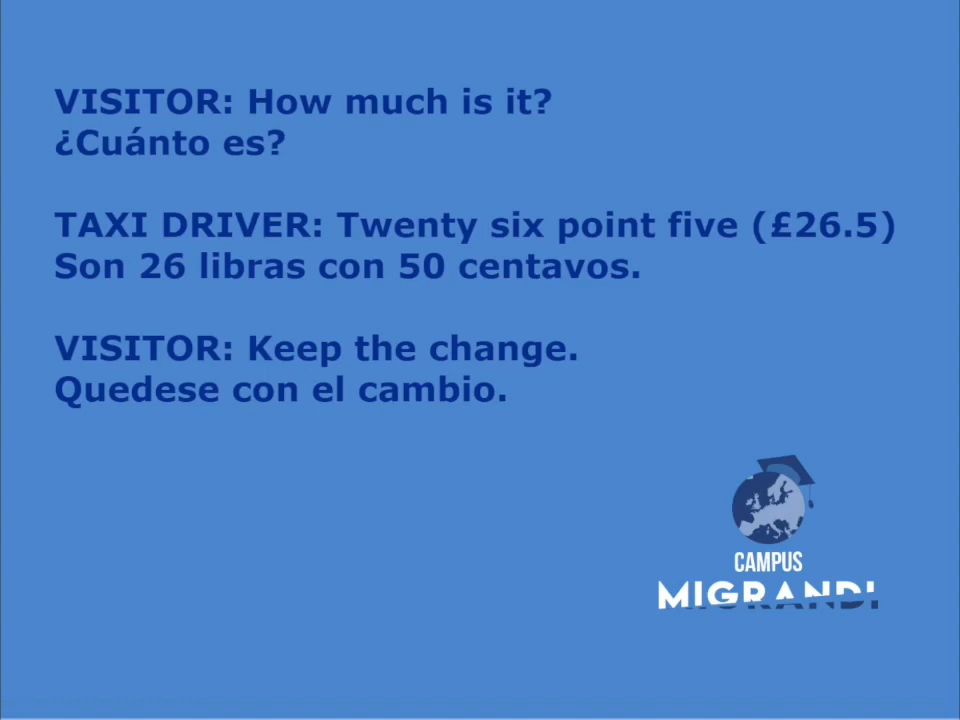 VISITOR: How much is it?
¿Cuánto es?
TAXI DRIVER: Twenty six point five (£26.5)
Son 26 libras con 50 centavos.
VISITOR: Keep the change.
Quedese con el cambio.
CAMPUS
MIGRANDI